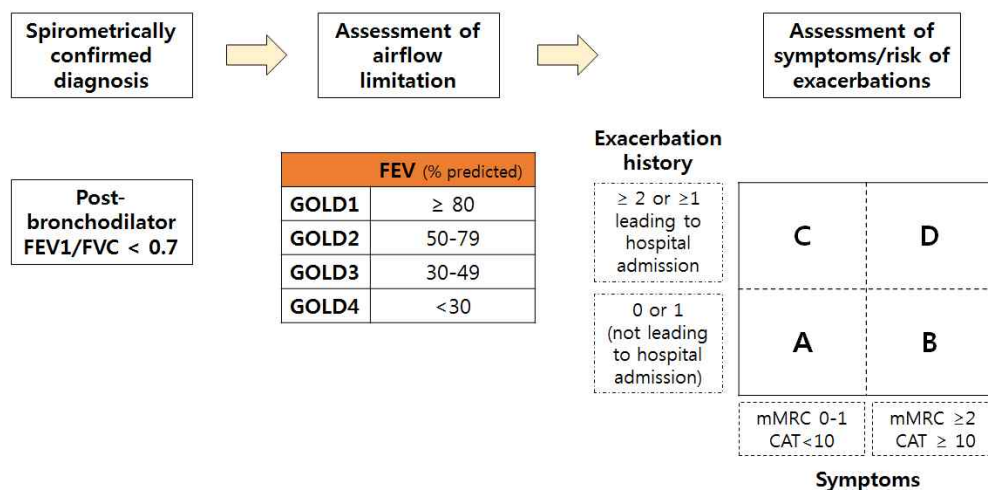 Spirometrically
confirmed
diagnosis
Assessment of
airflow
limitation
Assessment of
symptoms/risk of
exacerbations
Post-
bronchodilator
FEV1/FVC < 0.7
FEV (% predicted)
GOLD1 ≥ 80
GOLD2 50-79
GOLD3 30-49
GOLD4 <30
Exacerbation
history
≥ 2 or ≥1
leading to
hospital
admission
0 or 1
(not leading
to hospital
admission)
C D
A B
mMRC 0-1
CAT<10
mMRC ≥2
CAT ≥ 10
Symptoms